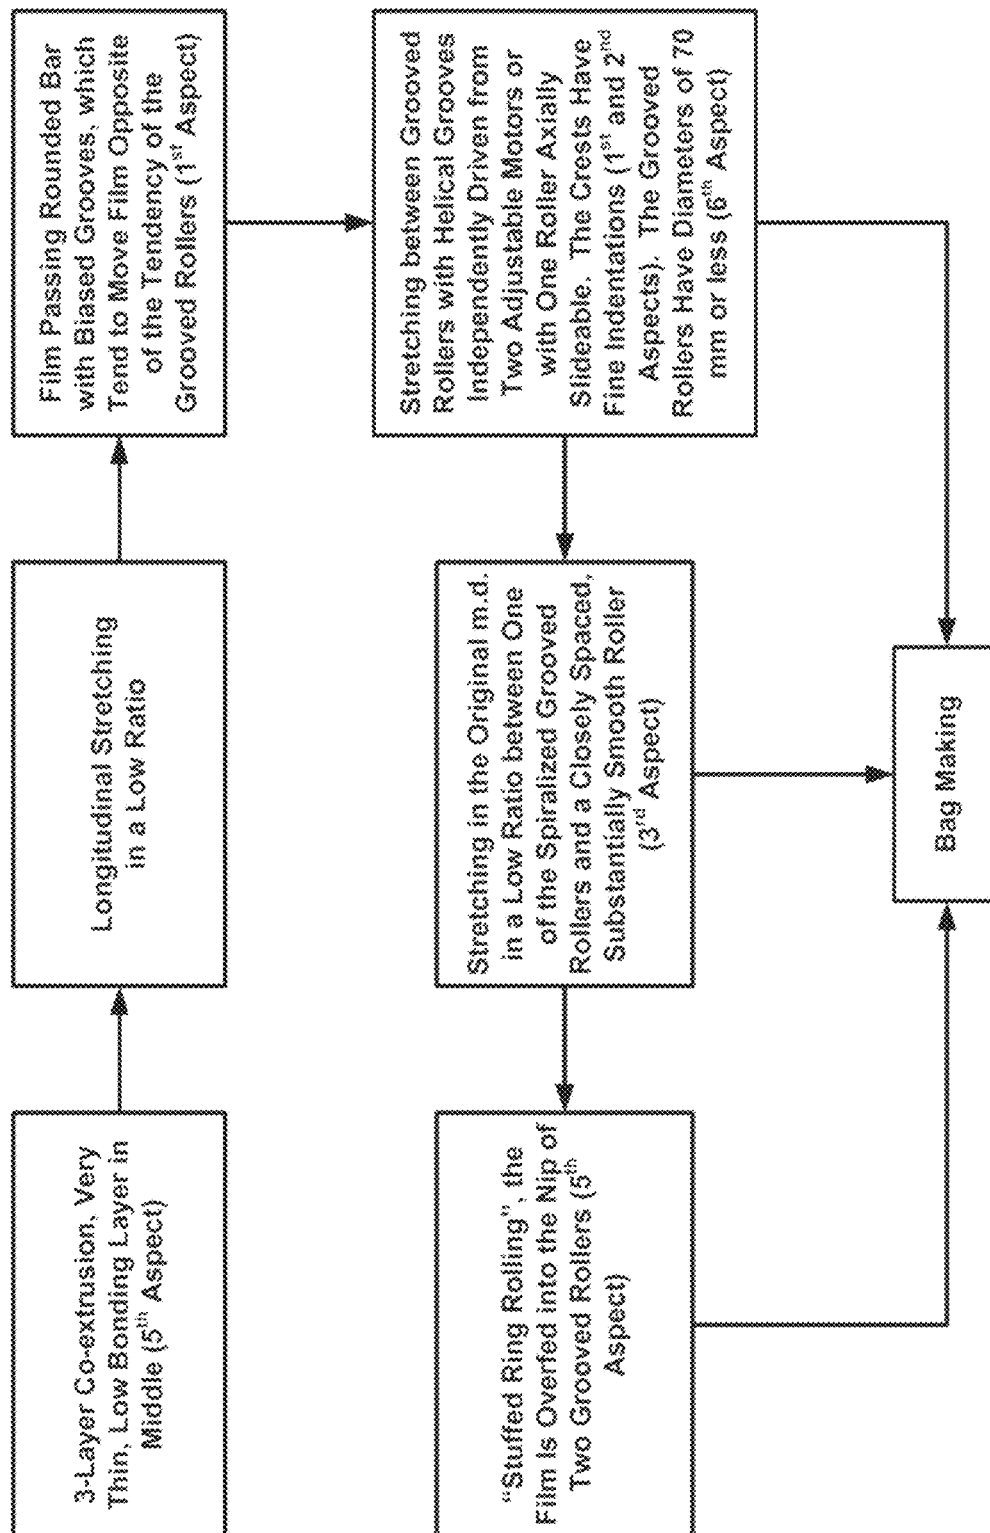 3-Layer Co-extrusion, Very
Thin, Low Bonding Layer in
Middle (5th Aspect)
Longitudinal Stretching
in a Low Ratio
Film Passing Rounded Bar
with Biased Grooves, which
Tend to Move Film Opposite
of the Tendency of the
Grooved Rollers (1st Aspect)
Stretching between Grooved
Rollers with Helical Grooves
Independently Driven from
Two Adjustable Motors or
with One Roller Axially
Slideable. The Crests Have
Fine Indentations (1st and 2nd
Aspects). The Grooved
Rollers Have Diameters of 70
mm or less (6th Aspect)
Stretching in the Original m.d.
in a Low Ratio between One
of the Spiralized Grooved
Rollers and a Closely Spaced,
Substantially Smooth Roller
(3rd Aspect)
“Stuffed Ring Rolling”, the
Film Is Overfed into the Nip of
Two Grooved Rollers (5th
Aspect)
Bag Making